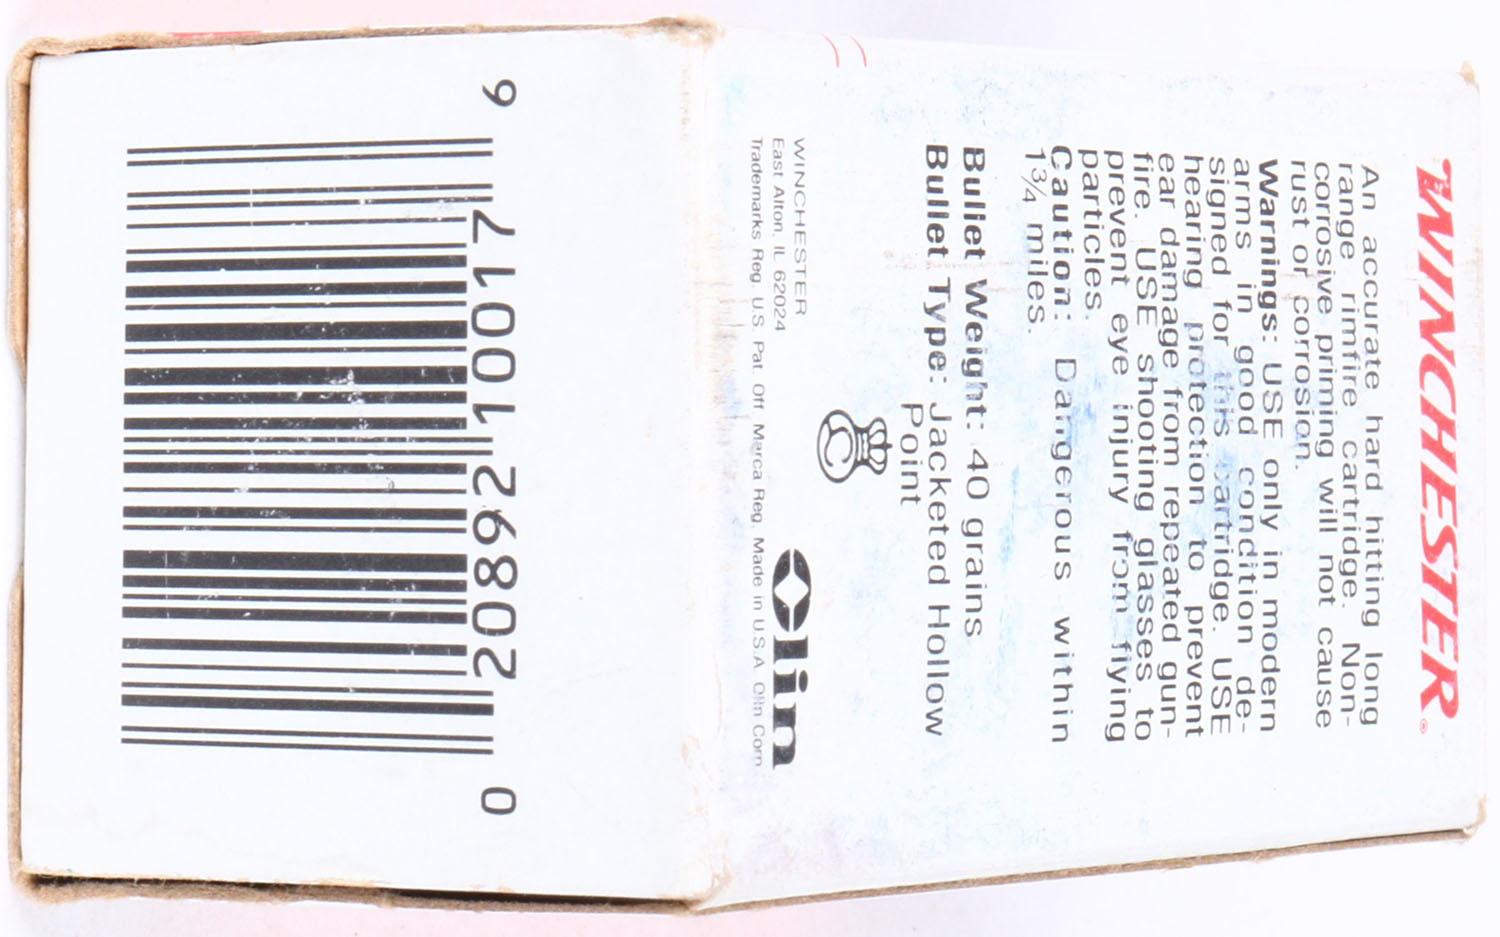 WINCHESTER®
An accurate hard hitting long
range rimfire cartridge. Non-
corrosive priming will not cause
rust or corrosion.
Warnings: USE only in modern
arms in good condition de-
signed for this cartridge. USE
hearing protection to prevent
ear damage from repeated gun-
fire. USE shooting glasses to
prevent eye injury from flying
particles.
Caution: Dangerous within
1¾ miles.
Bullet Weight: 40 grains
Bullet Type: Jacketed Hollow
Point
C
WINCHESTER
East Alton, IL 62024
Trademarks Reg. U.S. Pat. Off Marca Reg. Made in U.S.A. Olin Corp.
Olin
9 71001 26802 0